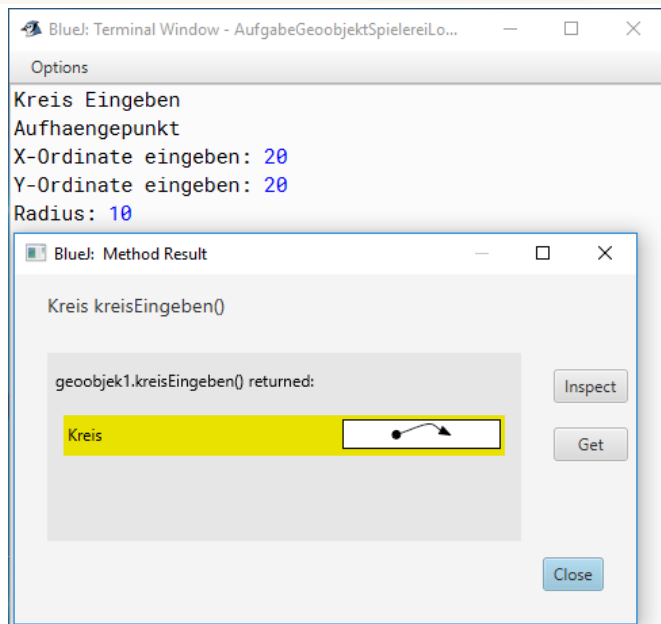 BlueJ: Terminal Window - AufgabeGeoobjektSpielereiLo...
Options
Kreis Eingeben
Aufhaengepunkt
X-Ordinate eingeben: 20
Y-Ordinate eingeben: 20
Radius: 10
BlueJ: Method Result
Kreis kreisEingeben()
geoobjek1.kreisEingeben() returned:
Inspect
Kreis
Get
Close